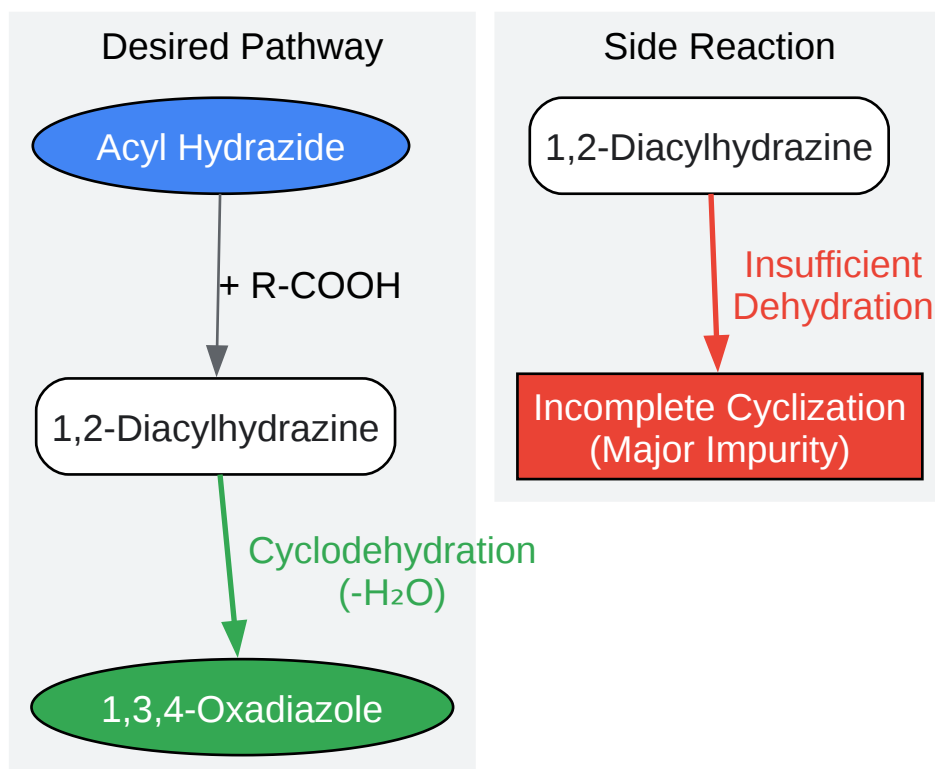 Desired Pathway
Acyl Hydrazide
+ R-COOH
1,2-Diacylhydrazine
Cyclodehydration
(-H₂O)
1,3,4-Oxadiazole
Side Reaction
1,2-Diacylhydrazine
Insufficient
Dehydration
Incomplete Cyclization
(Major Impurity)